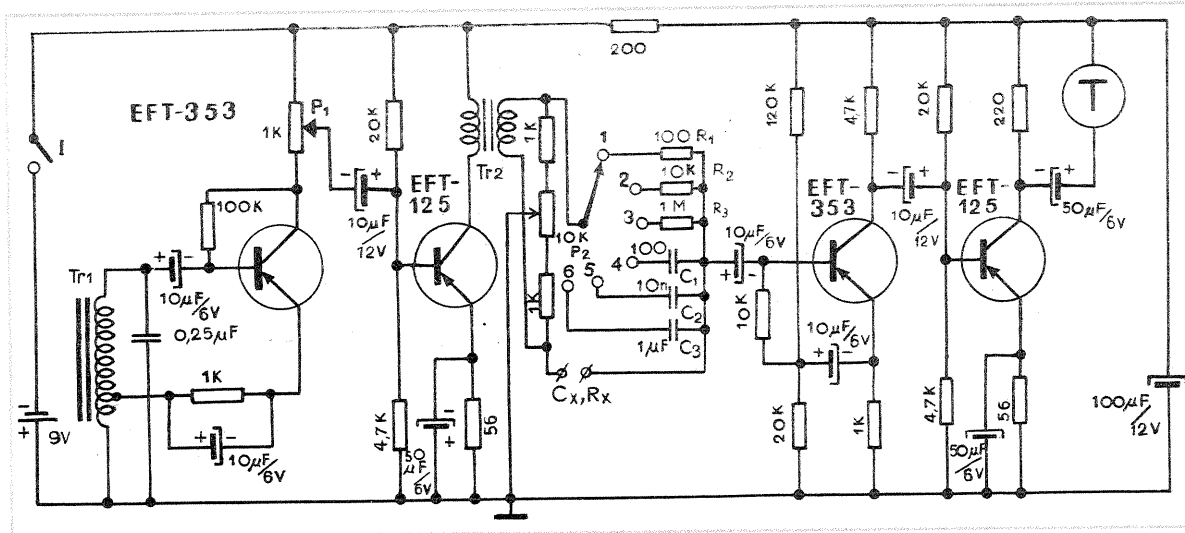 200
EFT-353
I
1K
P₁
20K
120K
4,7K
20K
220
T
100K
- +
10µF/12V
EFT-125
Tr2
1K
1
100 R₁
2
10K R₂
3
1M R₃
10K
P₂
1K
4
100
C₁
5
10n
C₂
6
1µF C₃
Cx, Rx
10µF/6V
+ -
EFT-353
- +
10µF/12V
EFT-125
- +
50µF/6V
Tr1
+ -
10µF/6V
0,25µF
1K
+ -
10µF/6V
-
+
9V
4,7K
50µF/6V
-
+
56
10K
10µF/6V
+ -
20K
1K
4,7K
50µF/6V
56
100µF/12V